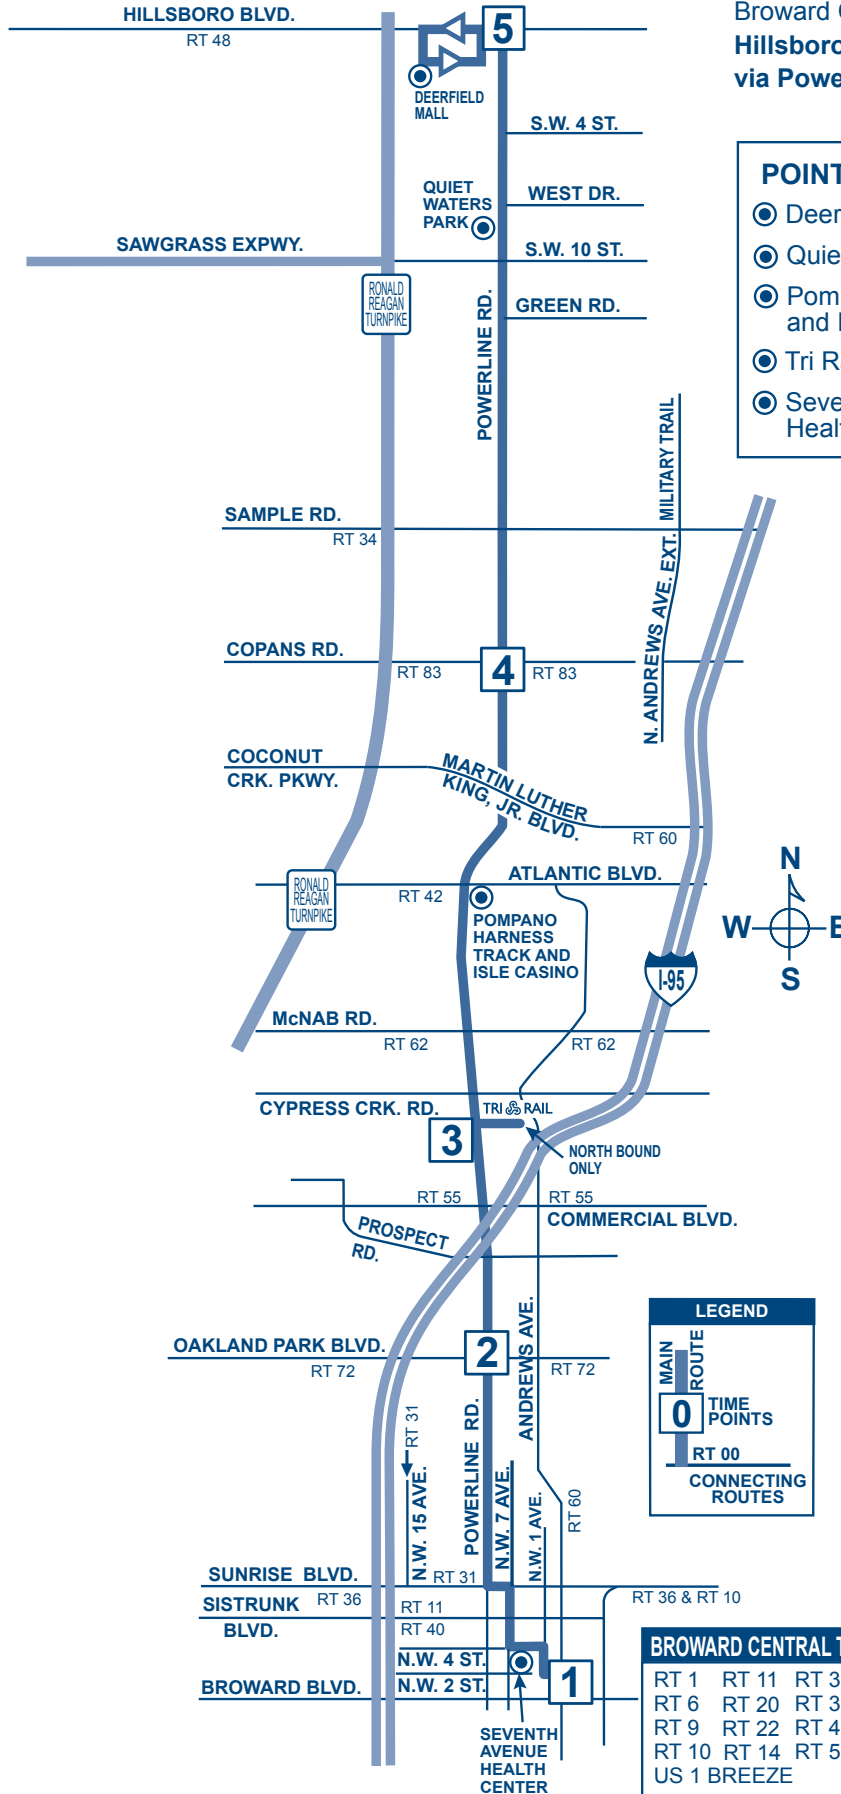 HILLSBORO BLVD.
RT 48
5
DEERFIELD
MALL
Broward
Hillsboro
via
POINT
Deer
Quie
Pom
and
Tri R
Seve
Heal
S.W. 4 ST.
QUIET
WATERS
PARK
WEST DR.
SAWGRASS EXPWY.
S.W. 10 ST.
RONALD
REAGAN
TURNPIKE
GREEN RD.
POWERLINE RD.
MILITARY TRAIL
N. ANDREWS AVE. EXT.
SAMPLE RD.
RT 34
COPANS RD.
RT 83
4
RT 83
COCONUT
CRK. PKWY.
MARTIN LUTHER
KING, JR. BLVD.
RT 60
ATLANTIC BLVD.
RONALD
REAGAN
TURNPIKE
RT 42
POMPANO
HARNESS
TRACK AND
ISLE CASINO
N
W
E
S
I-95
McNAB RD.
RT 62
RT 62
CYPRESS CRK. RD.
TRI RAIL
3
NORTH BOUND
ONLY
RT 55
RT 55
COMMERCIAL BLVD.
PROSPECT
RD.
ANDREWS AVE.
OAKLAND PARK BLVD.
RT 72
2
RT 72
LEGEND
MAIN
ROUTE
0
TIME
POINTS
RT 00
CONNECTING
ROUTES
RT 31
N.W. 15 AVE.
POWERLINE RD.
N.W. 7 AVE.
N.W. 1 AVE.
RT 60
SUNRISE BLVD.
RT 31
RT 36
RT 36 & RT 10
SISTRUNK
BLVD.
RT 11
RT 40
N.W. 4 ST.
N.W. 2 ST.
BROWARD BLVD.
1
SEVENTH
AVENUE
HEALTH
CENTER
BROWARD CENTRAL T
RT 1 RT 11 RT 3
RT 6 RT 20 RT 3
RT 9 RT 22 RT 4
RT 10 RT 14 RT 5
US 1 BREEZE